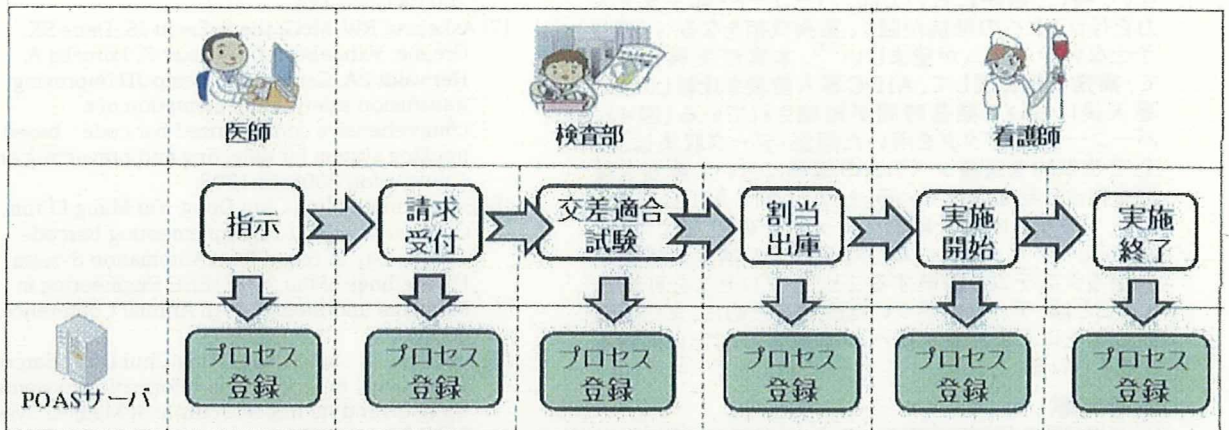 医師
検査部
看護師
指示
請求
受付
交差適合
試験
割当
出庫
実施
開始
実施
終了
POASサーバ
プロセス
登録
プロセス
登録
プロセス
登録
プロセス
登録
プロセス
登録
プロセス
登録